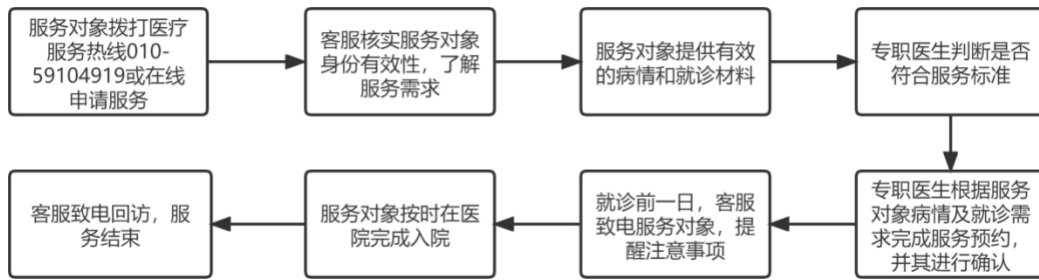 服务对象拨打医疗
服务热线010-
59104919或在线
申请服务
客服核实服务对象
身份有效性，了解
服务需求
服务对象提供有效
的病情和就诊材料
专职医生判断是否
符合服务标准
专职医生根据服务
对象病情及就诊需
求完成服务预约，
并其进行确认
就诊前一日，客服
致电服务对象，提
醒注意事项
服务对象按时在医
院完成入院
客服致电回访，服
务结束